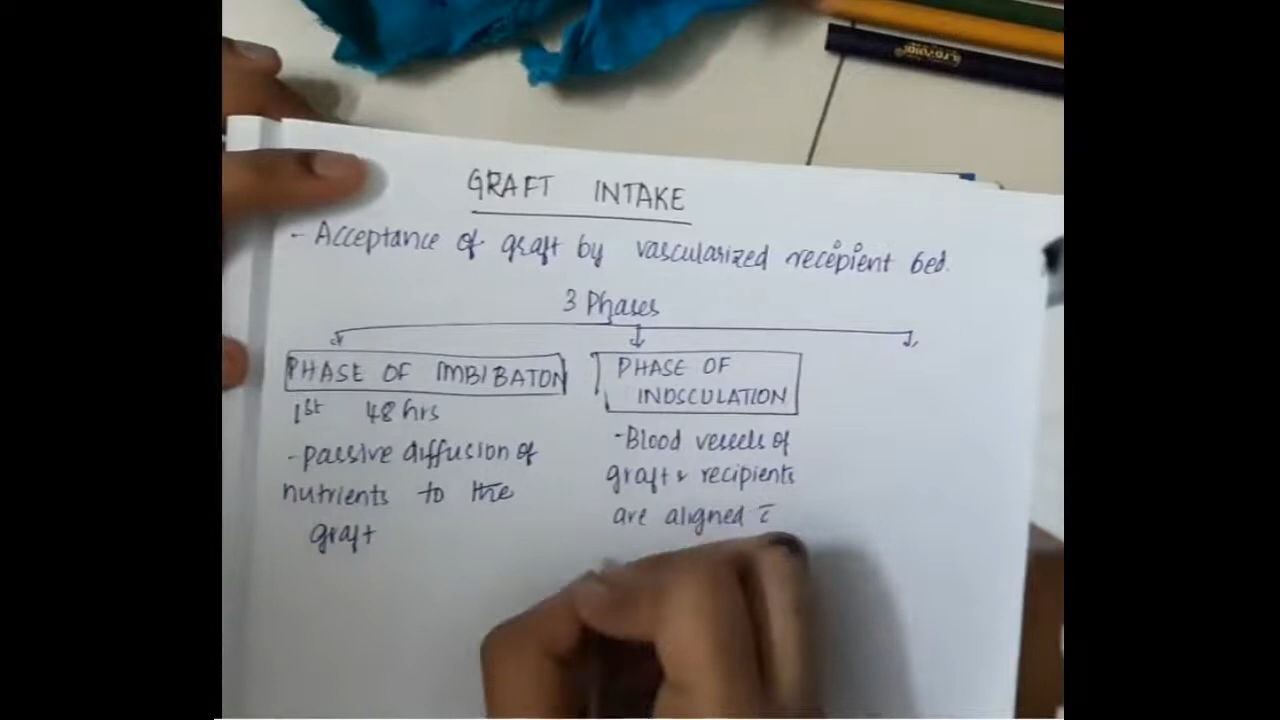 GRAFT INTAKE
- Acceptance of graft by vascularized recepient bed.
3 Phases
PHASE OF IMBIBATON
1st 48 hrs
- passive diffusion of
nutrients to the
graft
PHASE OF
INOSCULATION
- Blood vessels of
graft & recipients
are aligned c̄